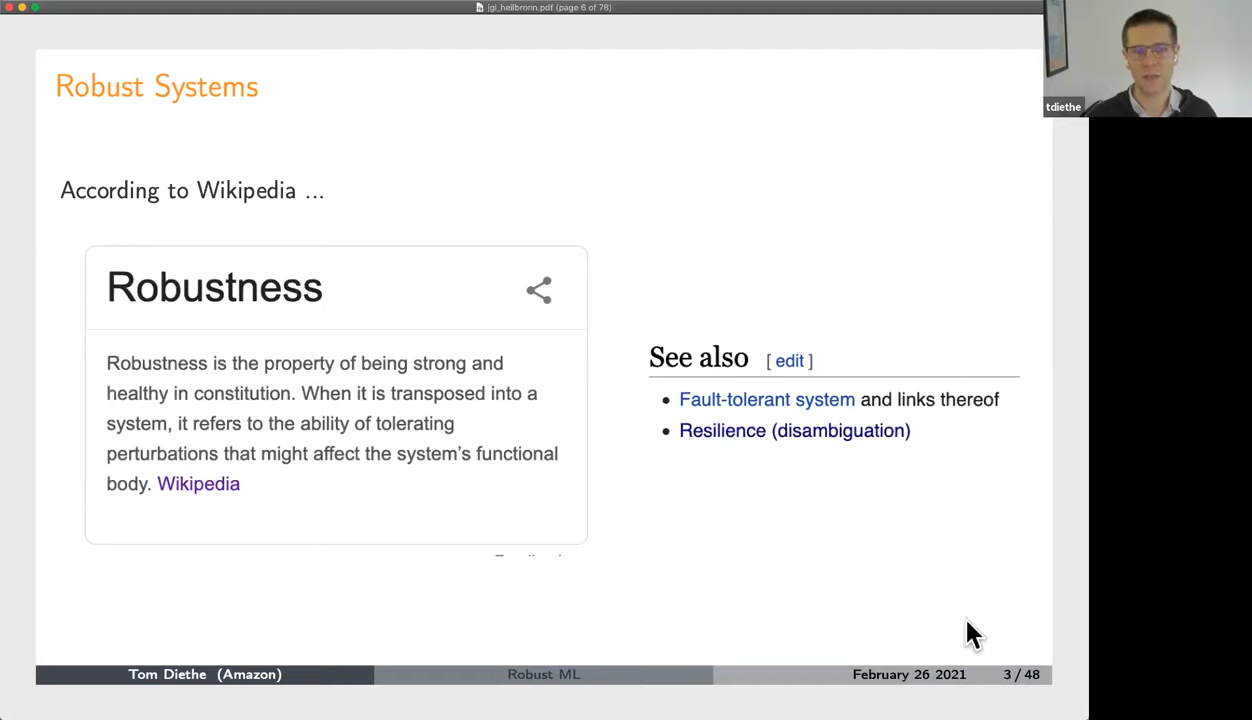 jgi_heilbronn.pdf (page 6 of 78)
tdiethe
Robust Systems
According to Wikipedia ...
Robustness
Robustness is the property of being strong and
healthy in constitution. When it is transposed into a
system, it refers to the ability of tolerating
perturbations that might affect the system's functional
body. Wikipedia
See also [ edit ]
• Fault-tolerant system and links thereof
• Resilience (disambiguation)
Tom Diethe (Amazon) Robust ML February 26 2021 3 / 48